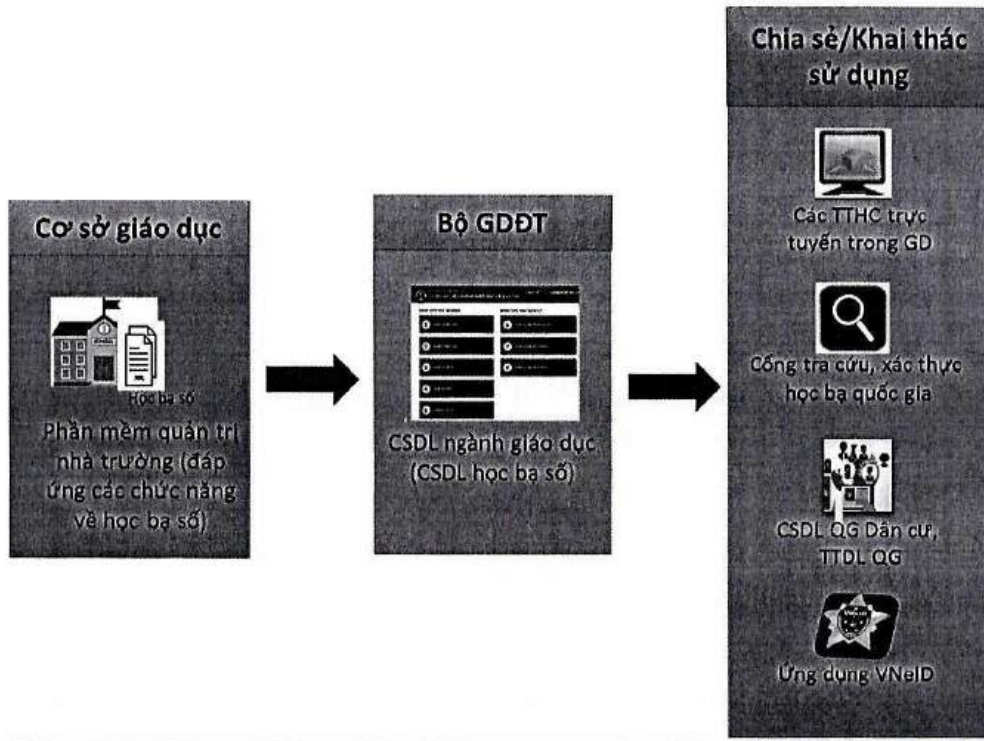 Cơ sở giáo dục
Học bạ số
Phần mềm quản trị
nhà trường (đáp
ứng các chức năng
về học bạ số)
Bộ GDĐT
CSDL ngành giáo dục
(CSDL học bạ số)
Chia sẻ/Khai thác
sử dụng
Các TTHC trực
tuyến trong GD
Cổng tra cứu, xác thực
học bạ quốc gia
CSDL QG Dân cư,
TTDL QG
Ứng dụng VNeID